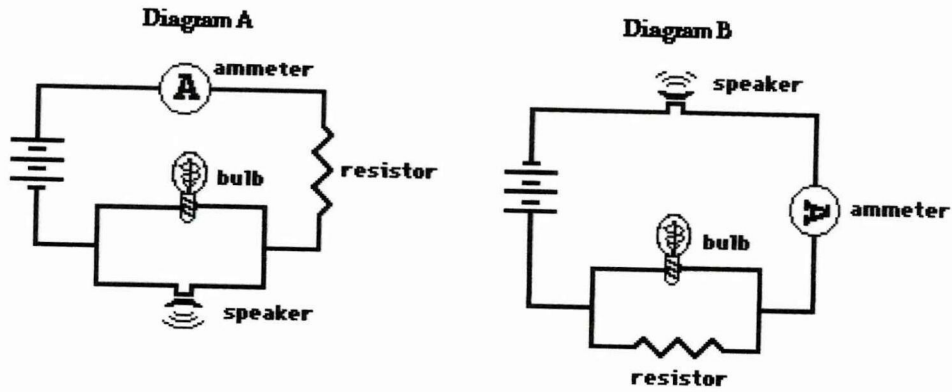 Diagram A
ammeter
A
resistor
bulb
speaker
Diagram B
speaker
A
ammeter
bulb
resistor